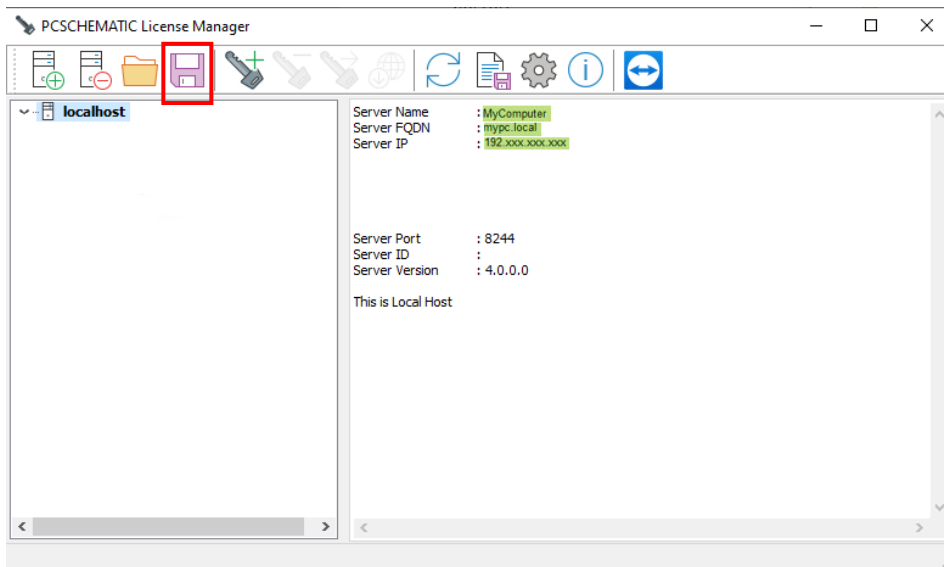 PCSCHEMATIC License Manager
localhost
Server Name :MyComputer
Server FQDN : mypc.local
Server IP : 192.xxx.xxx.xxx
Server Port : 8244
Server ID :
Server Version : 4.0.0.0
This is Local Host